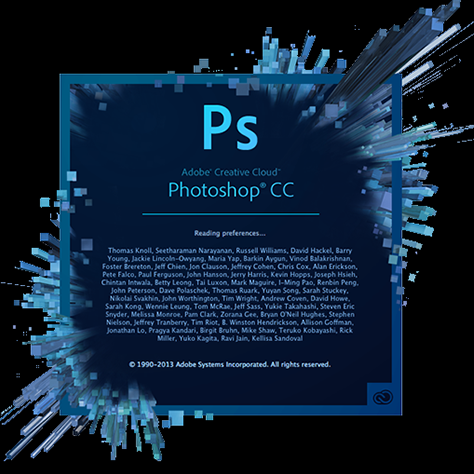 Ps
Adobe® Creative Cloud™
Photoshop® CC
Reading preferences...
Thomas Knoll, Seetharaman Narayanan, Russell Williams, David Hackel, Barry
Young, Jackie Lincoln-Owyang, Maria Yap, Barkin Aygun, Vinod Balakrishnan,
Foster Brereton, Jeff Chien, Jon Clauson, Jeffrey Cohen, Chris Cox, Alan Erickson,
Pete Falco, Paul Ferguson, John Hanson, Jerry Harris, Kevin Hopps, Joseph Hsieh,
Chintan Intwala, Betty Leong, Tai Luxon, Mark Maguire, I-Ming Pao, Renbin Peng,
John Peterson, Dave Polaschek, Thomas Ruark, Yuyan Song, Sarah Stuckey,
Nikolai Svakhin, John Worthington, Tim Wright, Andrew Coven, David Howe,
Sarah Kong, Wennie Leung, Tom McRae, Jeff Sass, Yukie Takahashi, Steven Eric
Snyder, Melissa Monroe, Pam Clark, Zorana Gee, Bryan O'Neil Hughes, Stephen
Nielson, Jeffrey Tranberry, Tim Riot, B. Winston Hendrickson, Allison Goffman,
Jonathan Lo, Pragya Kandari, Birgit Bruhn, Mike Shaw, Teruko Kobayashi, Rick
Miller, Yuko Kagita, Ravi Jain, Kellisa Sandoval
© 1990-2013 Adobe Systems Incorporated. All rights reserved.